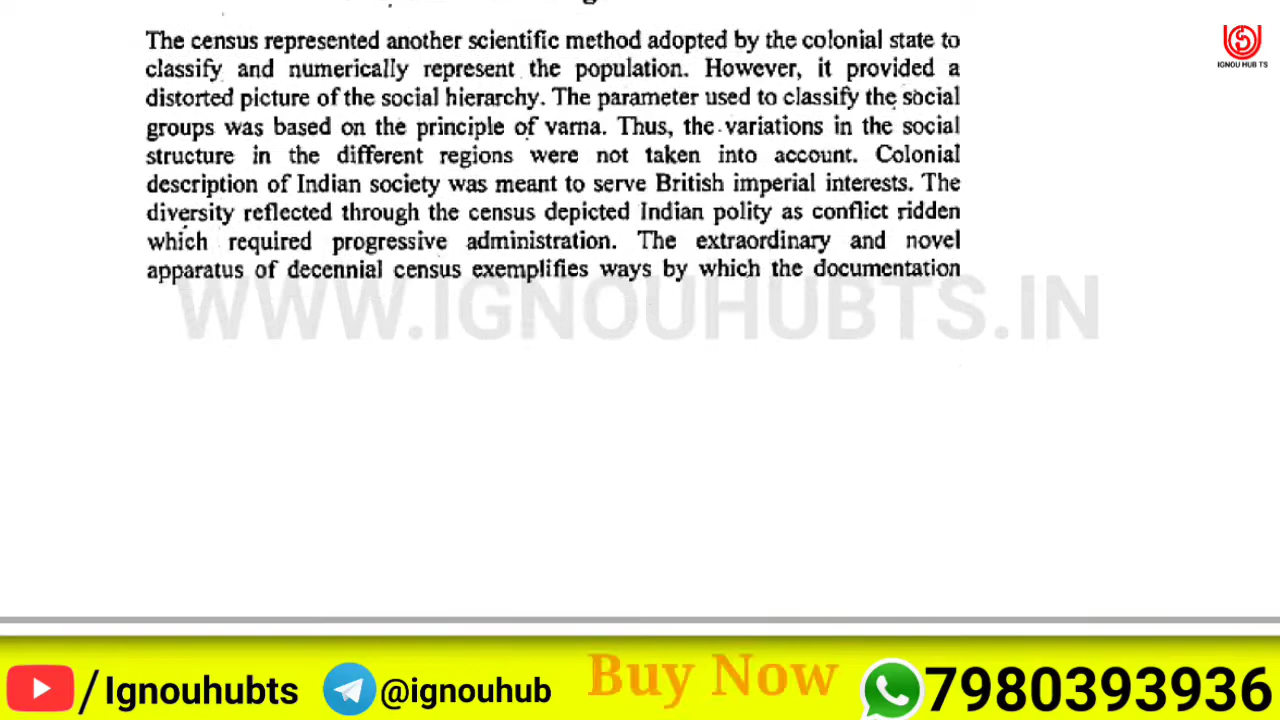 The census represented another scientific method adopted by the colonial state to
classify and numerically represent the population. However, it provided a
distorted picture of the social hierarchy. The parameter used to classify the social
groups was based on the principle of varna. Thus, the variations in the social
structure in the different regions were not taken into account. Colonial
description of Indian society was meant to serve British imperial interests. The
diversity reflected through the census depicted Indian polity as conflict ridden
which required progressive administration. The extraordinary and novel
apparatus of decennial census exemplifies ways by which the documentation
IGNOU HUB TS
WWW.IGNOUHUBTS.IN
/Ignouhubts
@ignouhub
Buy Now
7980393936